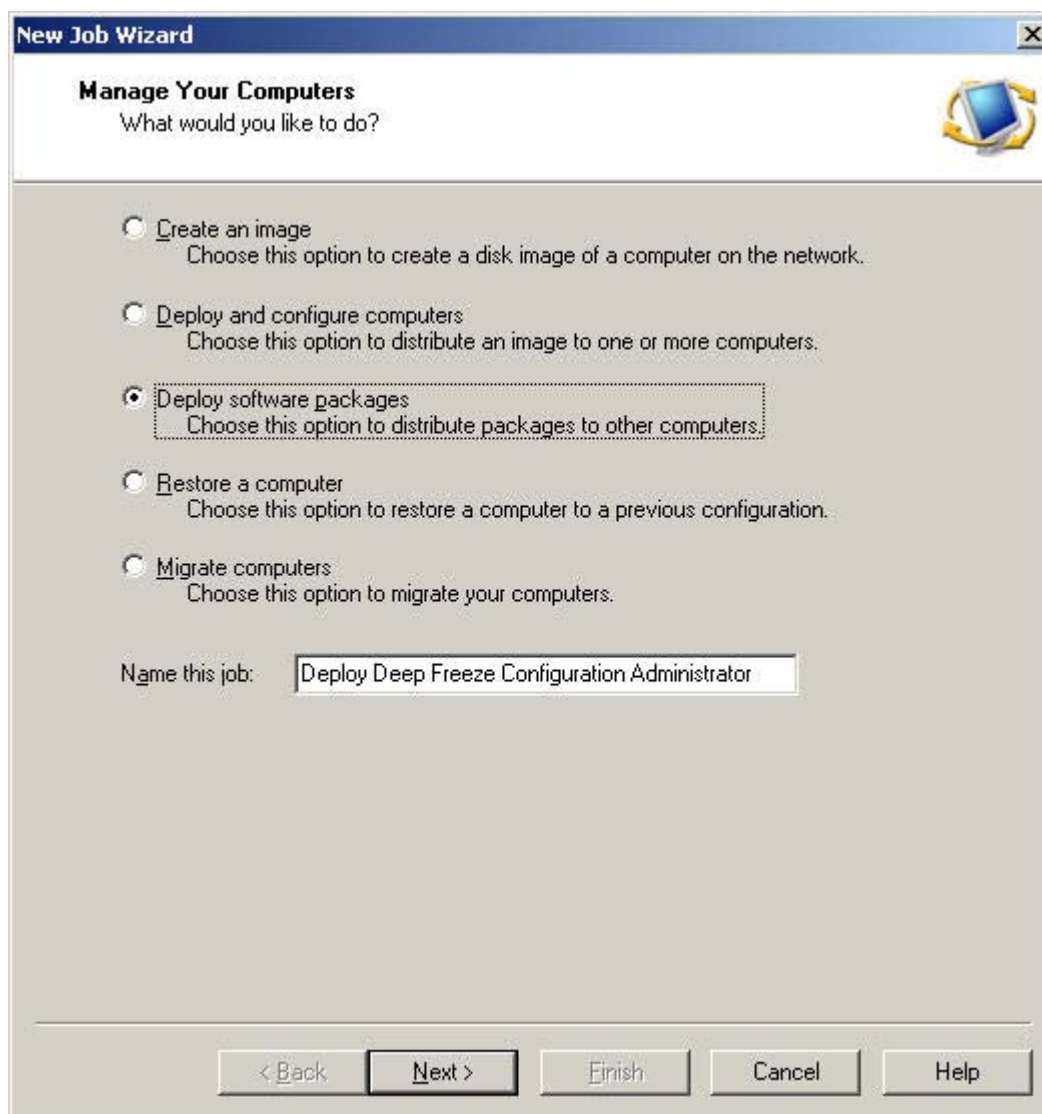 New Job Wizard
Manage Your Computers
What would you like to do?
Create an image
Choose this option to create a disk image of a computer on the network.
Deploy and configure computers
Choose this option to distribute an image to one or more computers.
Deploy software packages
Choose this option to distribute packages to other computers.
Restore a computer
Choose this option to restore a computer to a previous configuration.
Migrate computers
Choose this option to migrate your computers.
Name this job: Deploy Deep Freeze Configuration Administrator
< Back Next > Finish Cancel Help